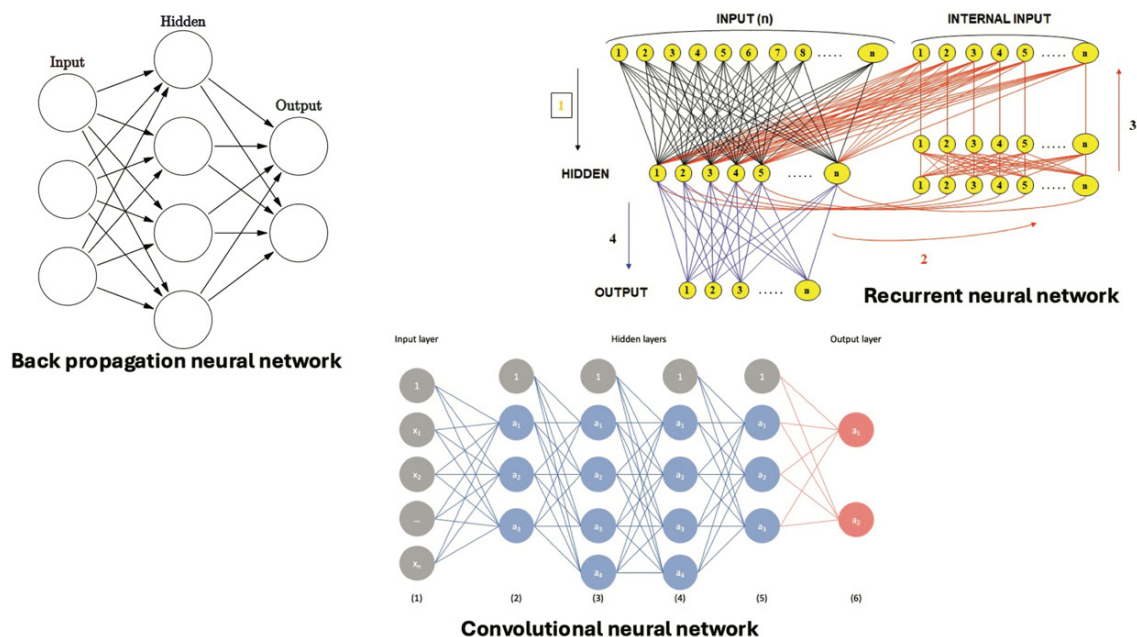 Hidden
Input
Output
Back propagation neural network
INPUT (n)
INTERNAL INPUT
1 2 3 4 5 6 7 8 ..... n
1 2 3 4 5 ..... n
1
3
1 2 3 4 5 ..... n
HIDDEN
1 2 3 4 5 ..... n
1 2 3 4 5 ..... n
4
2
OUTPUT
1 2 3 ..... n
Recurrent neural network
Input layer
Hidden layers
Output layer
1 1 1 1 1
x₁ a₁ a₁ a₁ a₁ a₁
x₂ a₂ a₂ a₂ a₂
... a₃ a₃ a₃ a₃ a₂
xₙ a₄ a₄
(1) (2) (3) (4) (5) (6)
Convolutional neural network